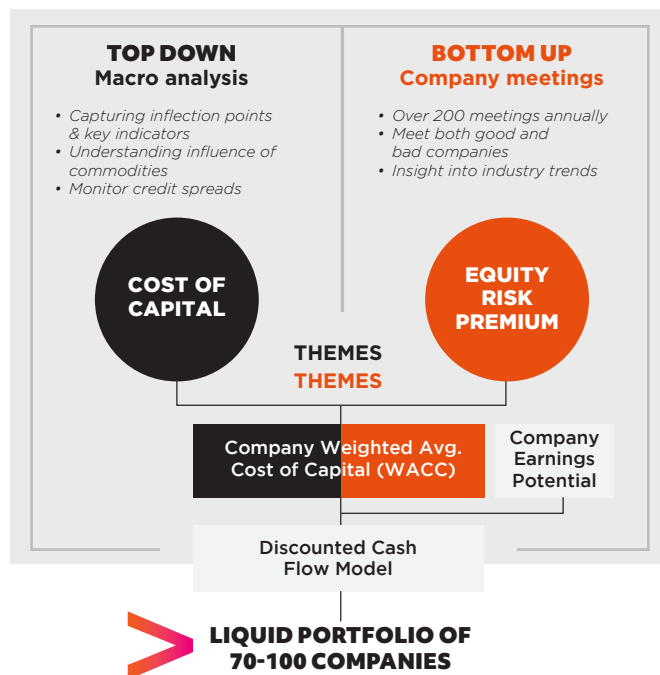 TOP DOWN
Macro analysis
• Capturing inflection points
& key indicators
• Understanding influence of
commodities
• Monitor credit spreads
BOTTOM UP
Company meetings
• Over 200 meetings annually
• Meet both good and
bad companies
• Insight into industry trends
COST OF
CAPITAL
EQUITY
RISK
PREMIUM
THEMES
THEMES
Company Weighted Avg.
Cost of Capital (WACC)
Company
Earnings
Potential
Discounted Cash
Flow Model
LIQUID PORTFOLIO OF
70-100 COMPANIES